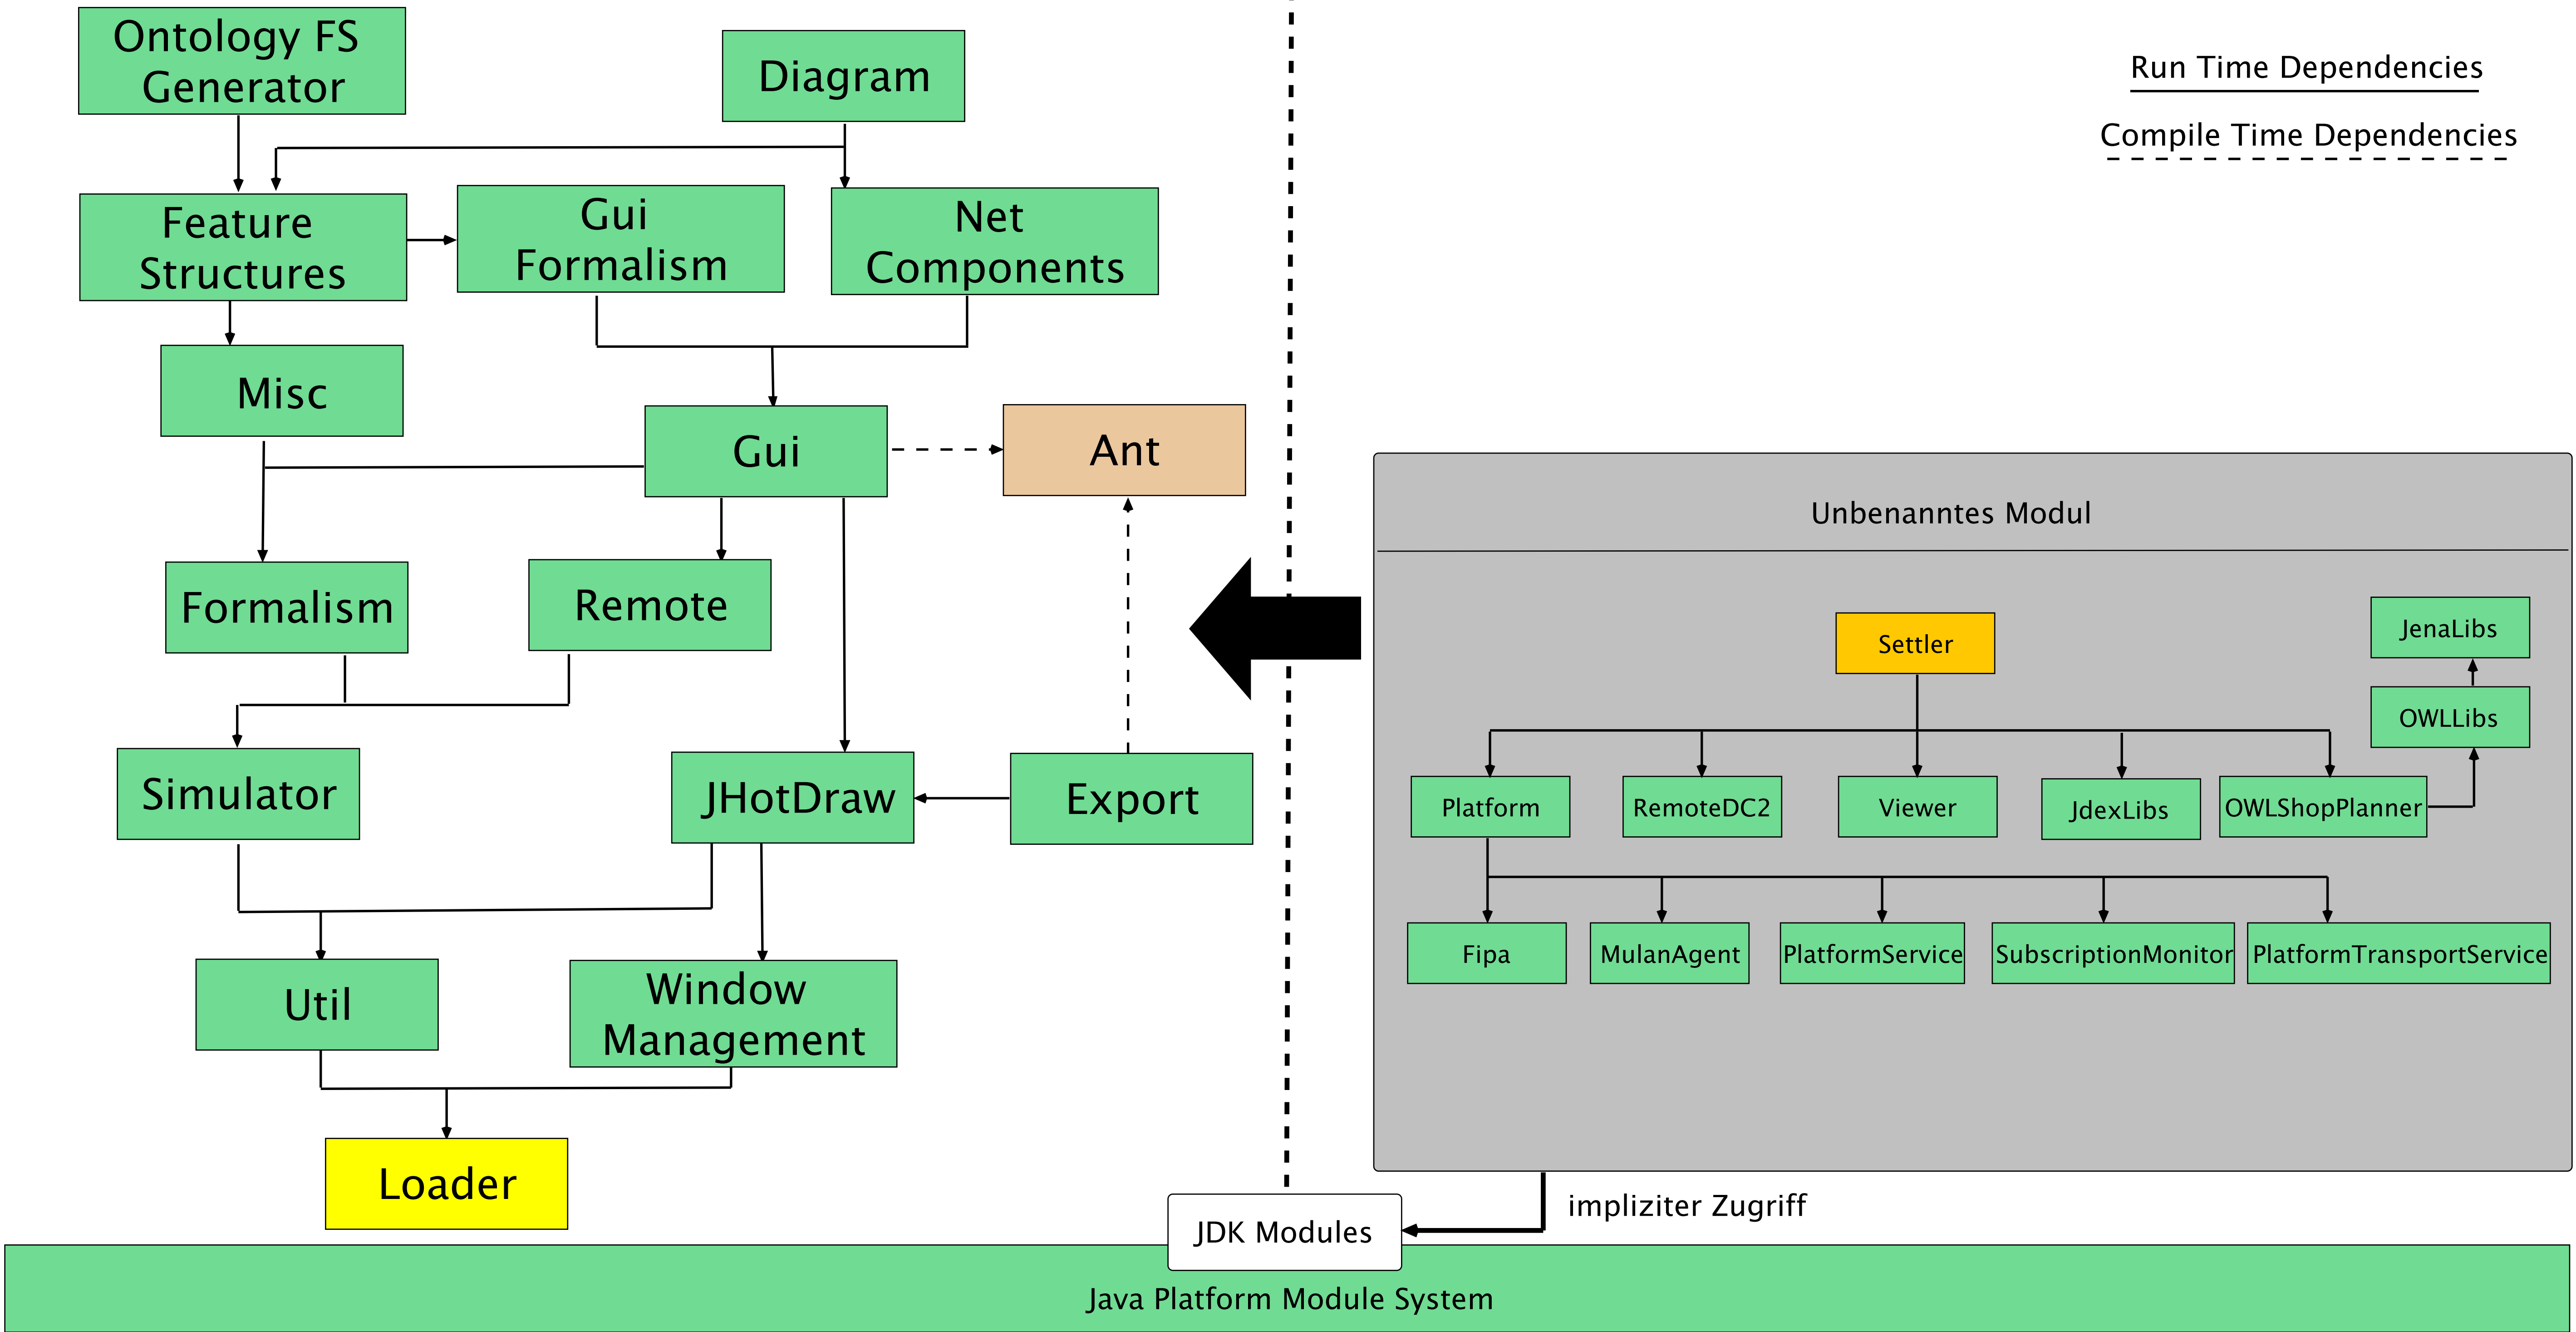 Ontology FS
Generator
Diagram
Run Time Dependencies
Compile Time Dependencies
Feature
Structures
Gui
Formalism
Net
Components
Misc
Gui
Ant
Unbenanntes Modul
Formalism
Remote
Settler
JenaLibs
OWLLibs
Simulator
JHotDraw
Export
Platform
RemoteDC2
Viewer
JdexLibs
OWLShopPlanner
Fipa
MulanAgent
PlatformService
SubscriptionMonitor
PlatformTransportService
Util
Window
Management
Loader
impliziter Zugriff
JDK Modules
Java Platform Module System